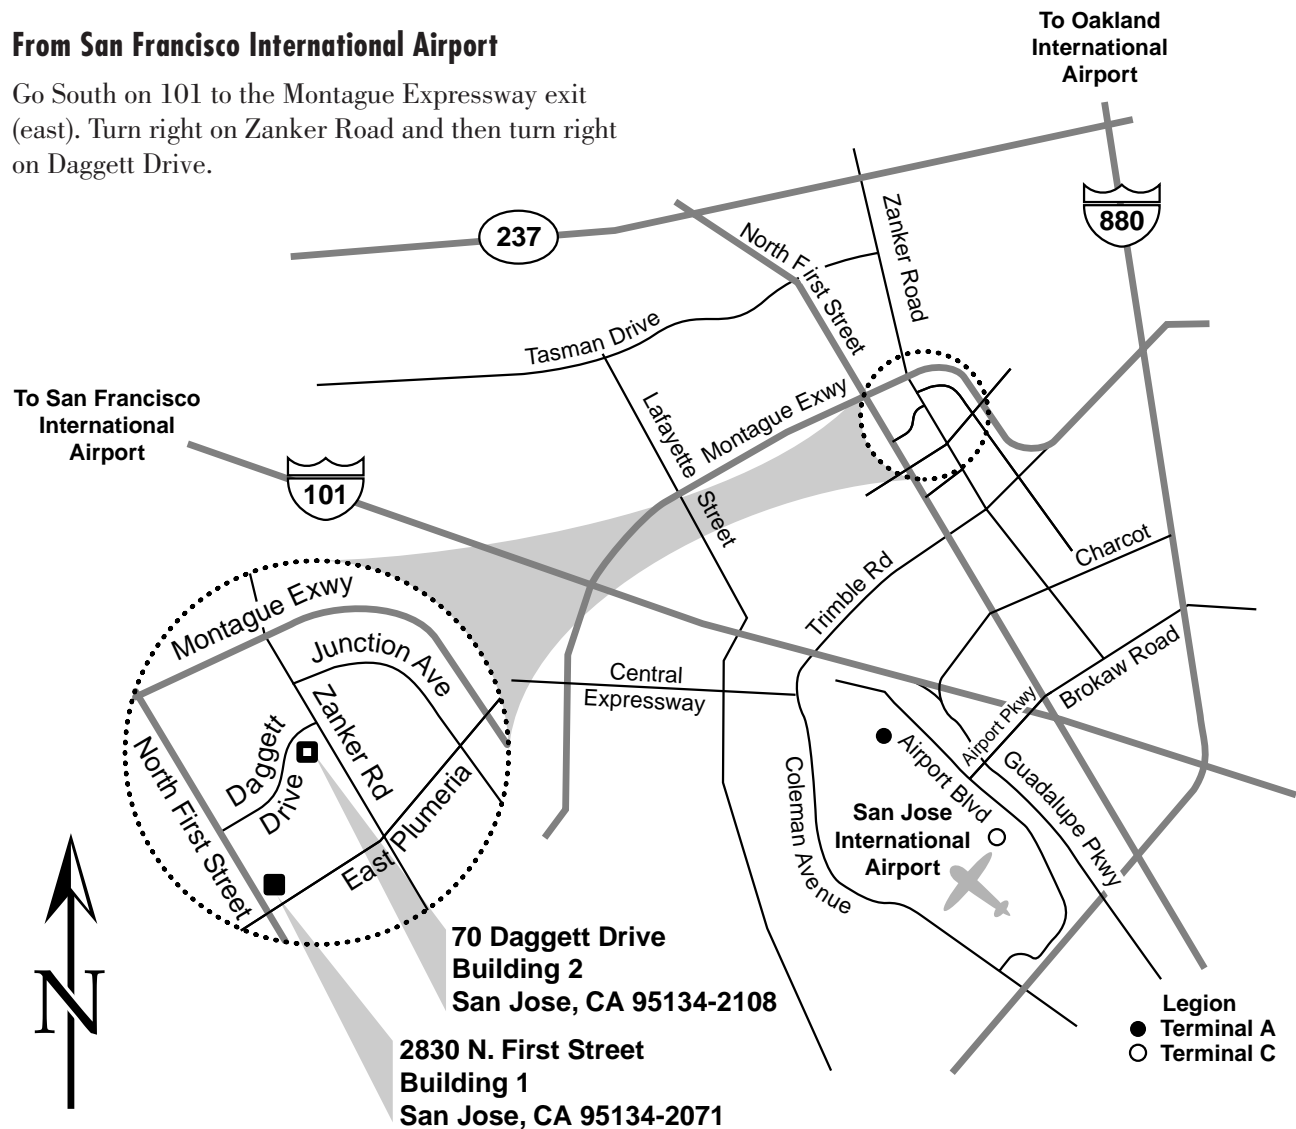 From San Francisco International Airport
Go South on 101 to the Montague Expressway exit
(east). Turn right on Zanker Road and then turn right
on Daggett Drive.
To Oakland
International
Airport
880
237
North First Street
Zanker Road
Tasman Drive
To San Francisco
International
Airport
101
Lafayette
Street
Montague Exwy
Charcot
Trimble Rd
Brokaw Road
Central
Expressway
Airport Pkwy
Airport Blvd
Guadalupe Pkwy
Coleman Avenue
San Jose
International
Airport
Montague Exwy
Junction Ave
Zanker Rd
Daggett
Drive
North First Street
East Plumeria
N
70 Daggett Drive
Building 2
San Jose, CA 95134-2108
2830 N. First Street
Building 1
San Jose, CA 95134-2071
Legion
Terminal A
Terminal C